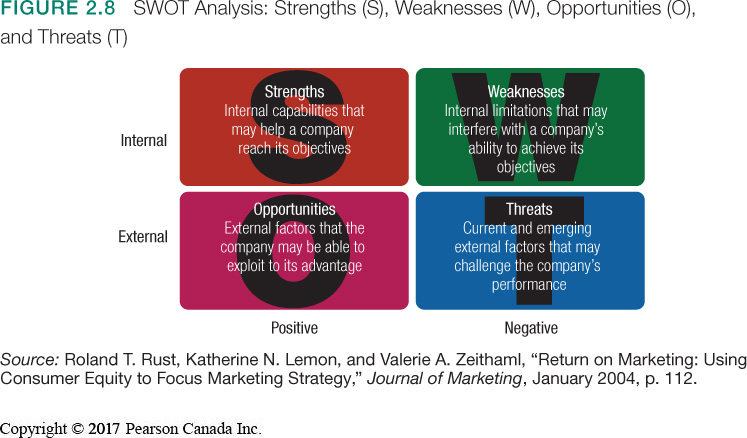 FIGURE 2.8 SWOT Analysis: Strengths (S), Weaknesses (W), Opportunities (O),
and Threats (T)
S
W
Internal
Strengths
Internal capabilities that
may help a company
reach its objectives
Weaknesses
Internal limitations that may
interfere with a company's
ability to achieve its
objectives
O
T
External
Opportunities
External factors that the
company may be able to
exploit to its advantage
Threats
Current and emerging
external factors that may
challenge the company's
performance
Positive
Negative
Source: Roland T. Rust, Katherine N. Lemon, and Valerie A. Zeithaml, “Return on Marketing: Using
Consumer Equity to Focus Marketing Strategy,” Journal of Marketing, January 2004, p. 112.
Copyright © 2017 Pearson Canada Inc.